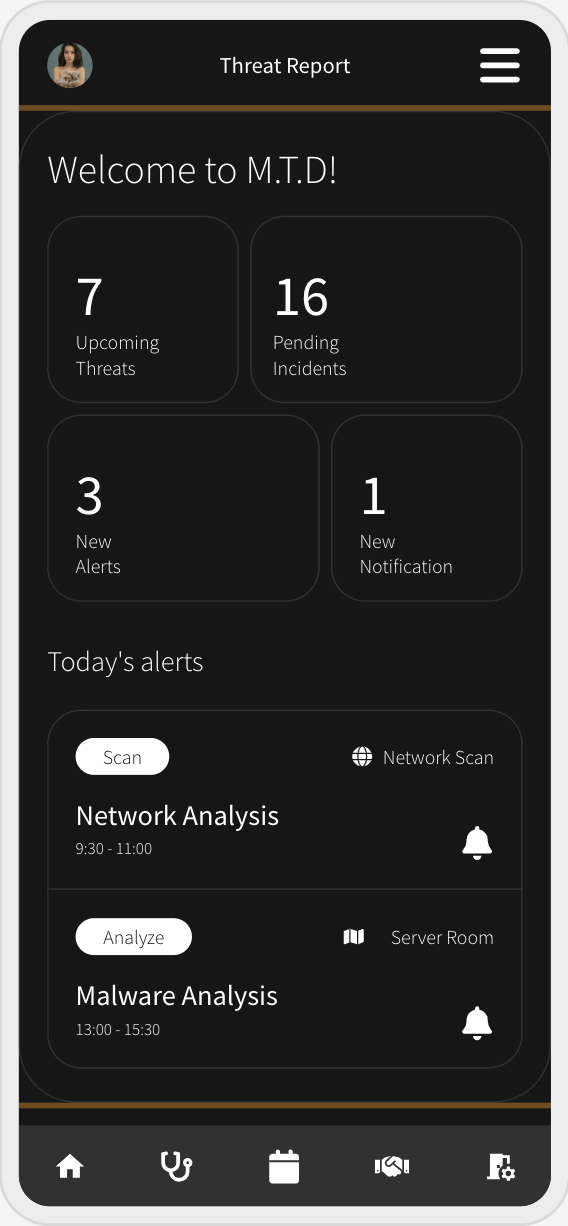 Threat Report
Welcome to M.T.D!
7
Upcoming
Threats
16
Pending
Incidents
3
New
Alerts
1
New
Notification
Today's alerts
Scan
Network Scan
Network Analysis
9:30 - 11:00
Analyze
Server Room
Malware Analysis
13:00 - 15:30